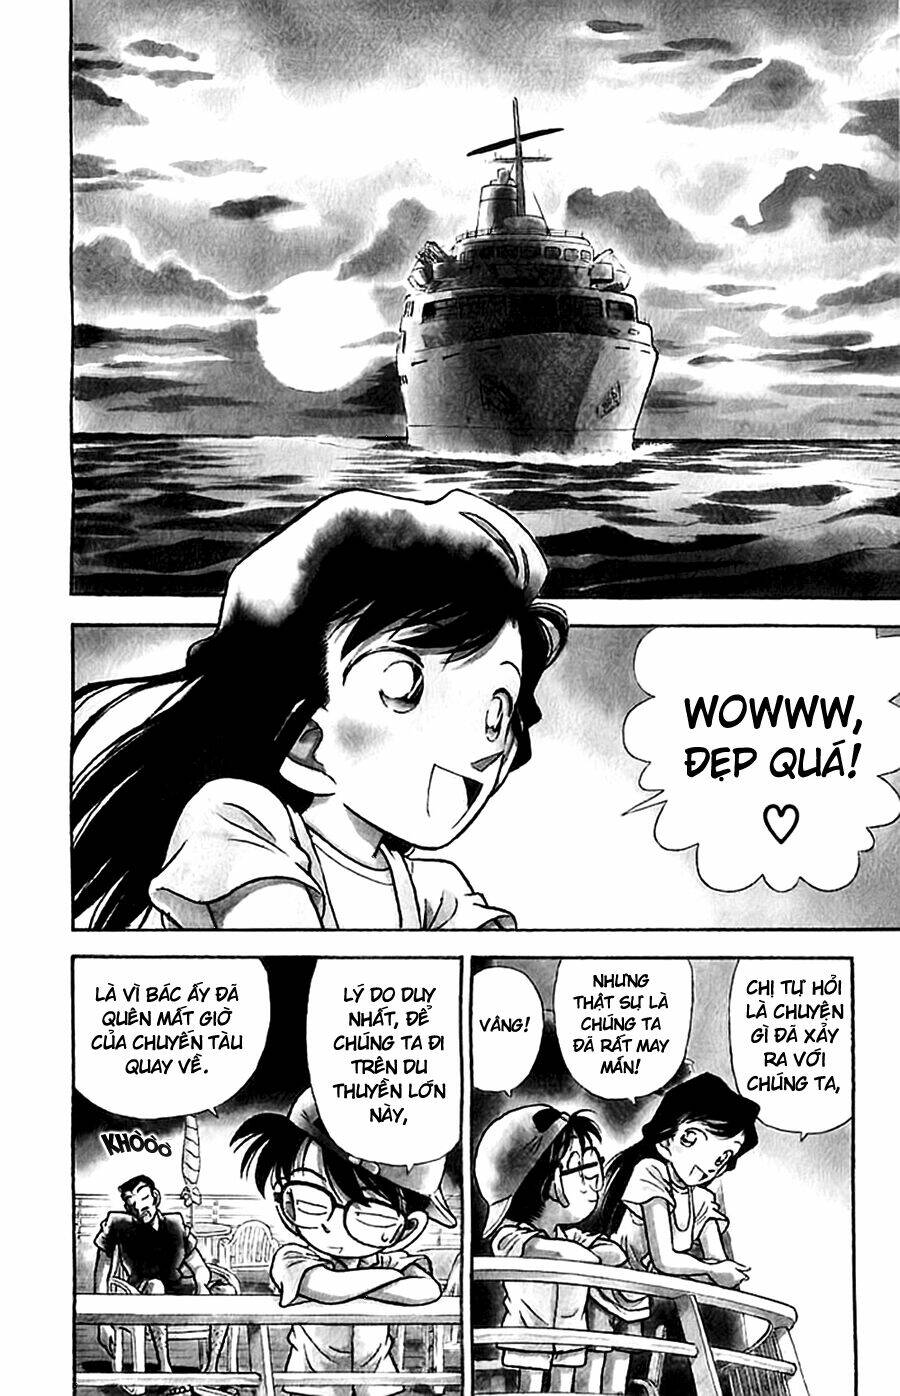 WOWWW,
ĐẸP QUÁ!
♡
CHỊ TỰ HỎI
LÀ CHUYỆN
GÌ ĐÃ XẢY
RA VỚI
CHÚNG TA,
NHƯNG
THẬT SỰ LÀ
CHÚNG TA
ĐÃ RẤT MAY
MẮN!
VÂNG!
LÝ DO DUY
NHẤT, ĐỂ
CHÚNG TA ĐI
TRÊN DU
THUYỀN LỚN
NÀY,
LÀ VÌ BÁC ẤY ĐÃ
QUÊN MẤT GIỜ
CỦA CHUYẾN TÀU
QUAY VỀ.
KHÒÒÒ